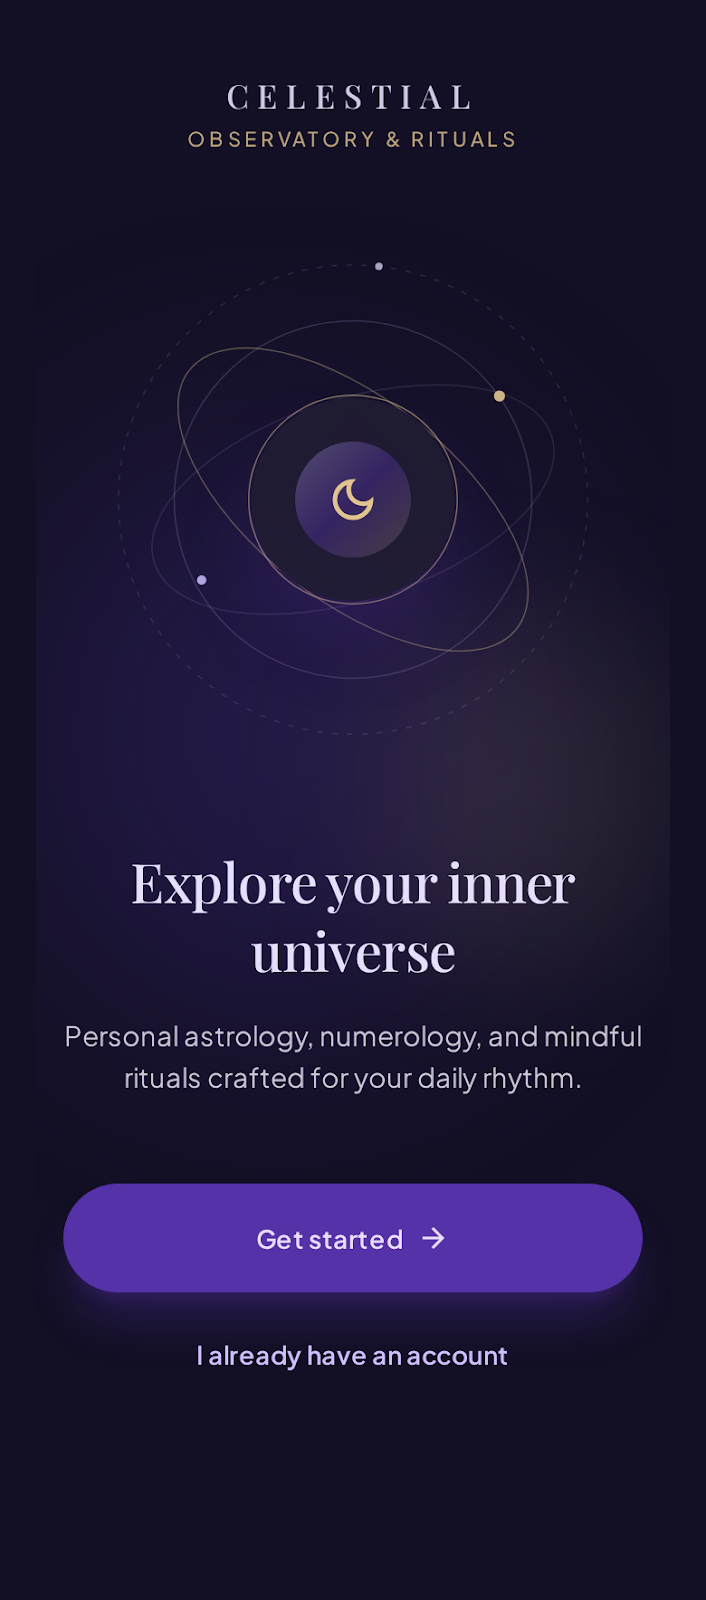 CELESTIAL
OBSERVATORY & RITUALS
Explore your inner
universe
Personal astrology, numerology, and mindful
rituals crafted for your daily rhythm.
Get started
I already have an account